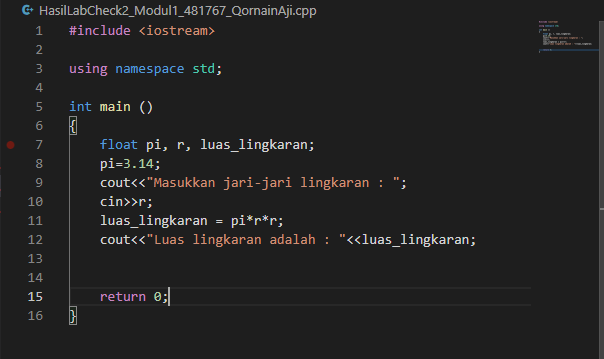 HasilLabCheck2_Modul1_481767_QornainAji.cpp
1 #include <iostream>
2
3 using namespace std;
4
5 int main ()
6 {
7 float pi, r, luas_lingkaran;
8 pi=3.14;
9 cout<<"Masukkan jari-jari lingkaran : ";
10 cin>>r;
11 luas_lingkaran = pi*r*r;
12 cout<<"Luas lingkaran adalah : "<<luas_lingkaran;
13
14
15 return 0;
16 }